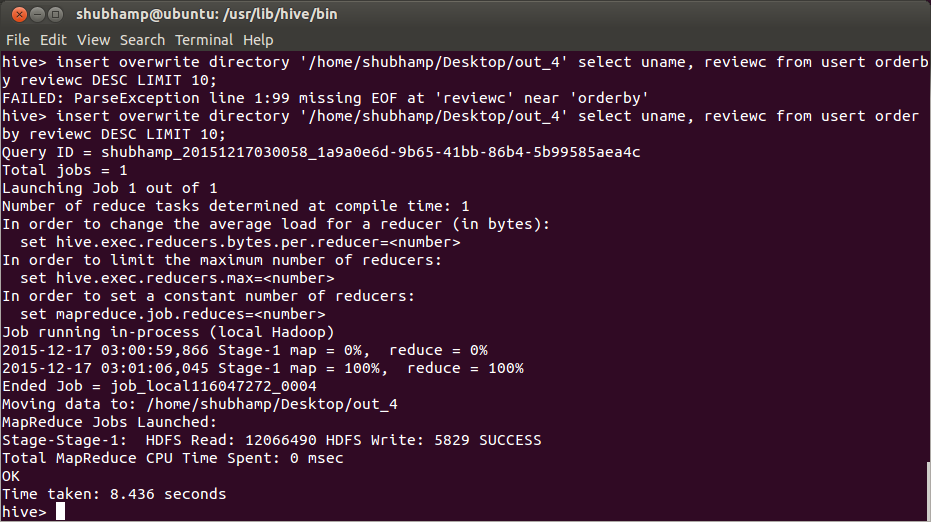 shubhamp@ubuntu: /usr/lib/hive/bin
File Edit View Search Terminal Help
hive> insert overwrite directory '/home/shubhamp/Desktop/out_4' select uname, reviewc from usert orderb
y reviewc DESC LIMIT 10;
FAILED: ParseException line 1:99 missing EOF at 'reviewc' near 'orderby'
hive> insert overwrite directory '/home/shubhamp/Desktop/out_4' select uname, reviewc from usert order
by reviewc DESC LIMIT 10;
Query ID = shubhamp_20151217030058_1a9a0e6d-9b65-41bb-86b4-5b99585aea4c
Total jobs = 1
Launching Job 1 out of 1
Number of reduce tasks determined at compile time: 1
In order to change the average load for a reducer (in bytes):
  set hive.exec.reducers.bytes.per.reducer=<number>
In order to limit the maximum number of reducers:
  set hive.exec.reducers.max=<number>
In order to set a constant number of reducers:
  set mapreduce.job.reduces=<number>
Job running in-process (local Hadoop)
2015-12-17 03:00:59,866 Stage-1 map = 0%,  reduce = 0%
2015-12-17 03:01:06,045 Stage-1 map = 100%,  reduce = 100%
Ended Job = job_local116047272_0004
Moving data to: /home/shubhamp/Desktop/out_4
MapReduce Jobs Launched:
Stage-Stage-1:  HDFS Read: 12066490 HDFS Write: 5829 SUCCESS
Total MapReduce CPU Time Spent: 0 msec
OK
Time taken: 8.436 seconds
hive>